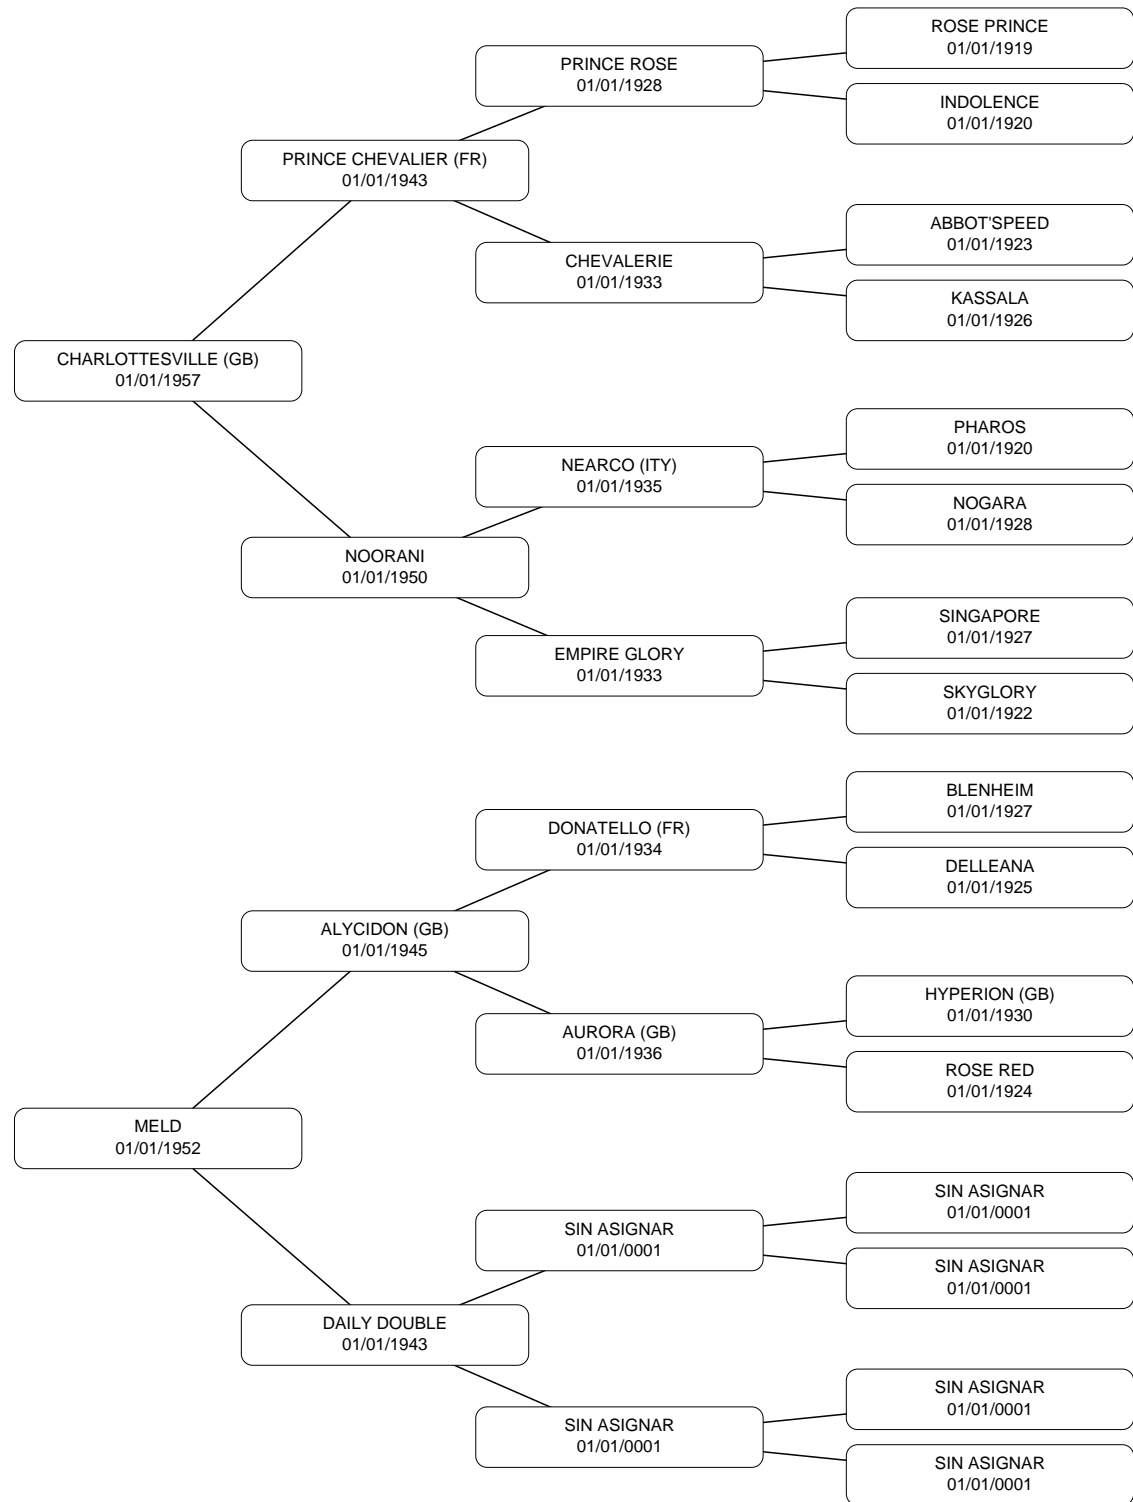 ROSE PRINCE
01/01/1919
PRINCE ROSE
01/01/1928
INDOLENCE
01/01/1920
PRINCE CHEVALIER (FR)
01/01/1943
ABBOT'SPEED
01/01/1923
CHEVALERIE
01/01/1933
KASSALA
01/01/1926
CHARLOTTESVILLE (GB)
01/01/1957
PHAROS
01/01/1920
NEARCO (ITY)
01/01/1935
NOGARA
01/01/1928
NOORANI
01/01/1950
SINGAPORE
01/01/1927
EMPIRE GLORY
01/01/1933
SKYGLORY
01/01/1922
BLENHEIM
01/01/1927
DONATELLO (FR)
01/01/1934
DELLEANA
01/01/1925
ALYCIDON (GB)
01/01/1945
HYPERION (GB)
01/01/1930
AURORA (GB)
01/01/1936
ROSE RED
01/01/1924
MELD
01/01/1952
SIN ASIGNAR
01/01/0001
SIN ASIGNAR
01/01/0001
SIN ASIGNAR
01/01/0001
DAILY DOUBLE
01/01/1943
SIN ASIGNAR
01/01/0001
SIN ASIGNAR
01/01/0001
SIN ASIGNAR
01/01/0001